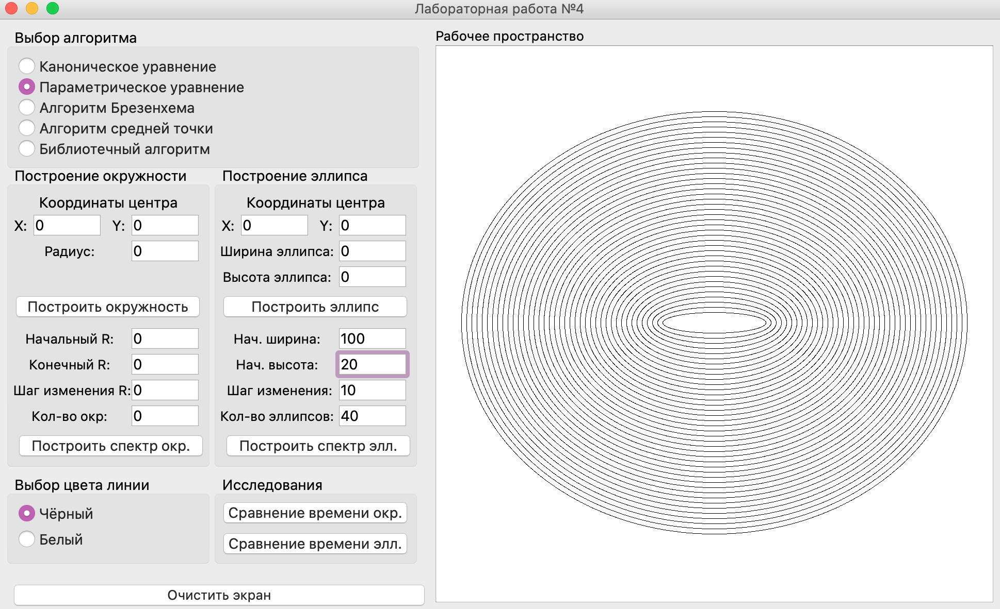 Лабораторная работа №4
Выбор алгоритма
Каноническое уравнение
Параметрическое уравнение
Алгоритм Брезенхема
Алгоритм средней точки
Библиотечный алгоритм
Построение окружности
Координаты центра
X: 0 Y: 0
Радиус: 0
Построить окружность
Начальный R: 0
Конечный R: 0
Шаг изменения R: 0
Кол-во окр: 0
Построить спектр окр.
Построение эллипса
Координаты центра
X: 0 Y: 0
Ширина эллипса: 0
Высота эллипса: 0
Построить эллипс
Нач. ширина: 100
Нач. высота: 20
Шаг изменения: 10
Кол-во эллипсов: 40
Построить спектр элл.
Выбор цвета линии
Чёрный
Белый
Исследования
Сравнение времени окр.
Сравнение времени элл.
Очистить экран
Рабочее пространство